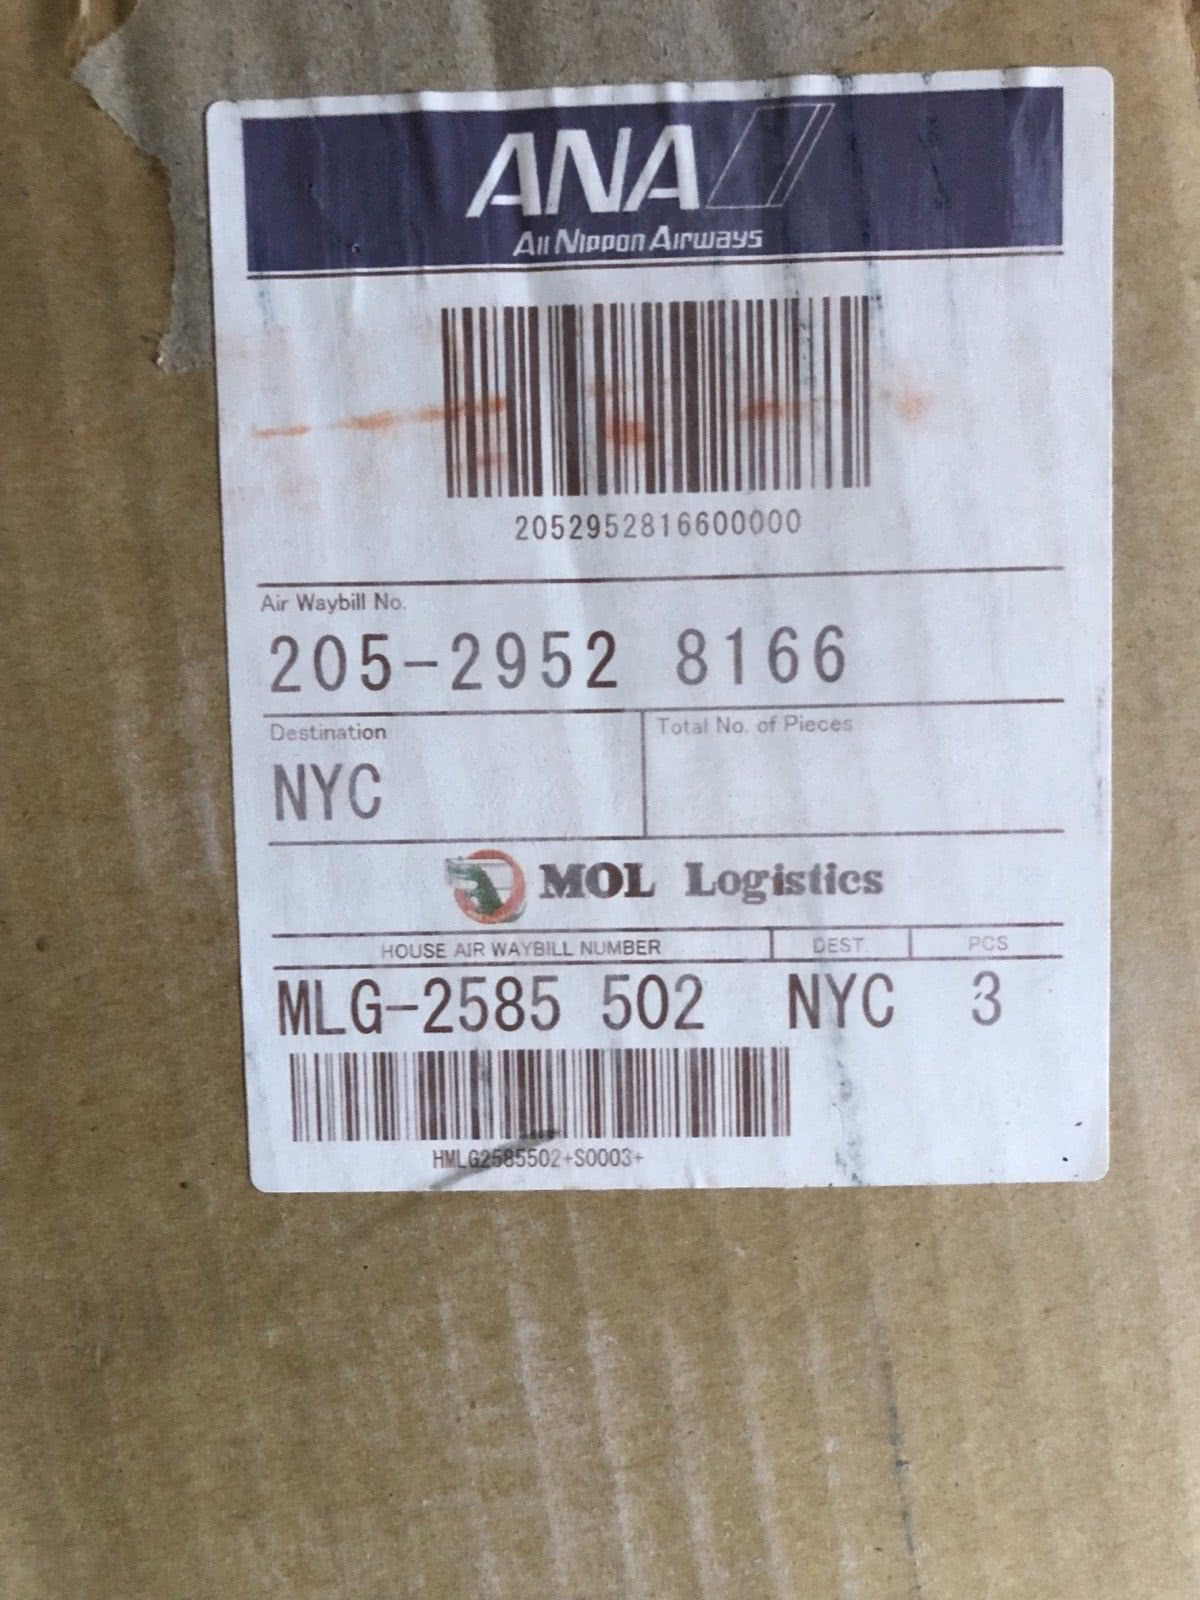 ANA
All Nippon Airways
2052952816600000
Air Waybill No.
205-2952 8166
Destination
Total No. of Pieces
NYC
MOL Logistics
HOUSE AIR WAYBILL NUMBER DEST. PCS
MLG-2585 502 NYC 3
HMLG2585502+S0003+